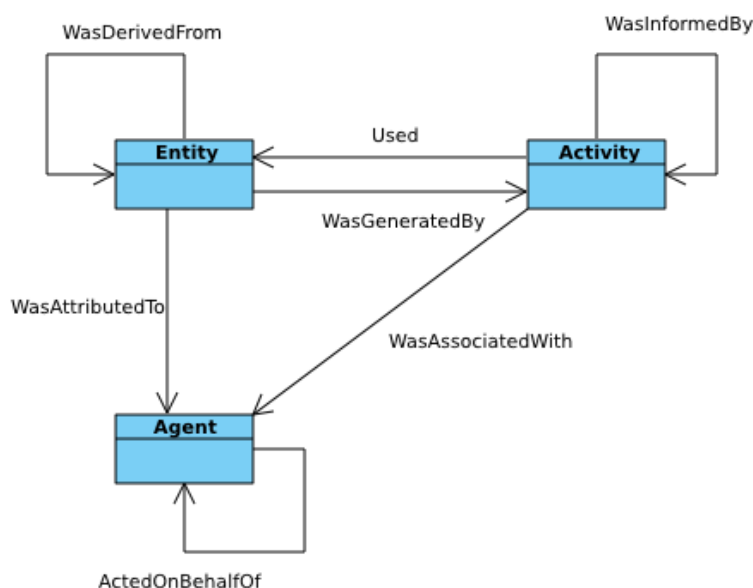 WasInformedBy
WasDerivedFrom
Used
Entity
Activity
WasGeneratedBy
WasAttributedTo
WasAssociatedWith
Agent
ActedOnBehalfOf